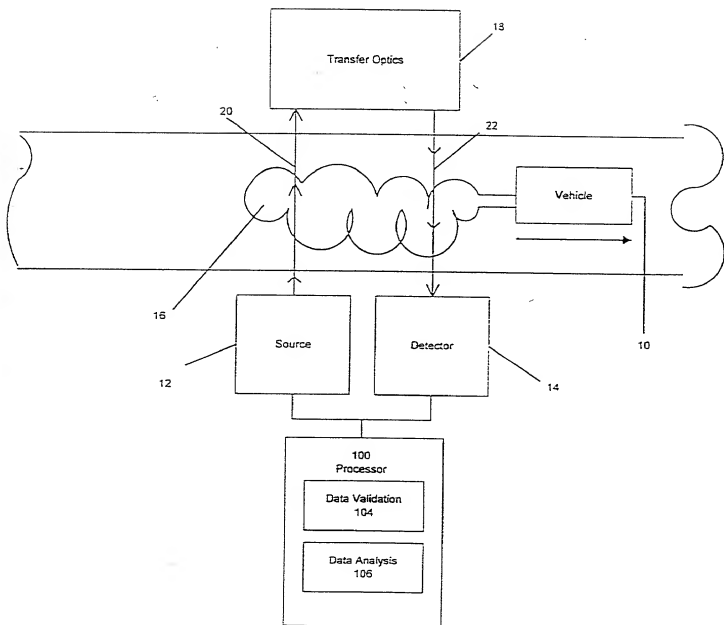 18
Transfer Optics
20
22
Vehicle
16
10
Source
Detector
12
14
100
Processor
Data Validation
104
Data Analysis
106